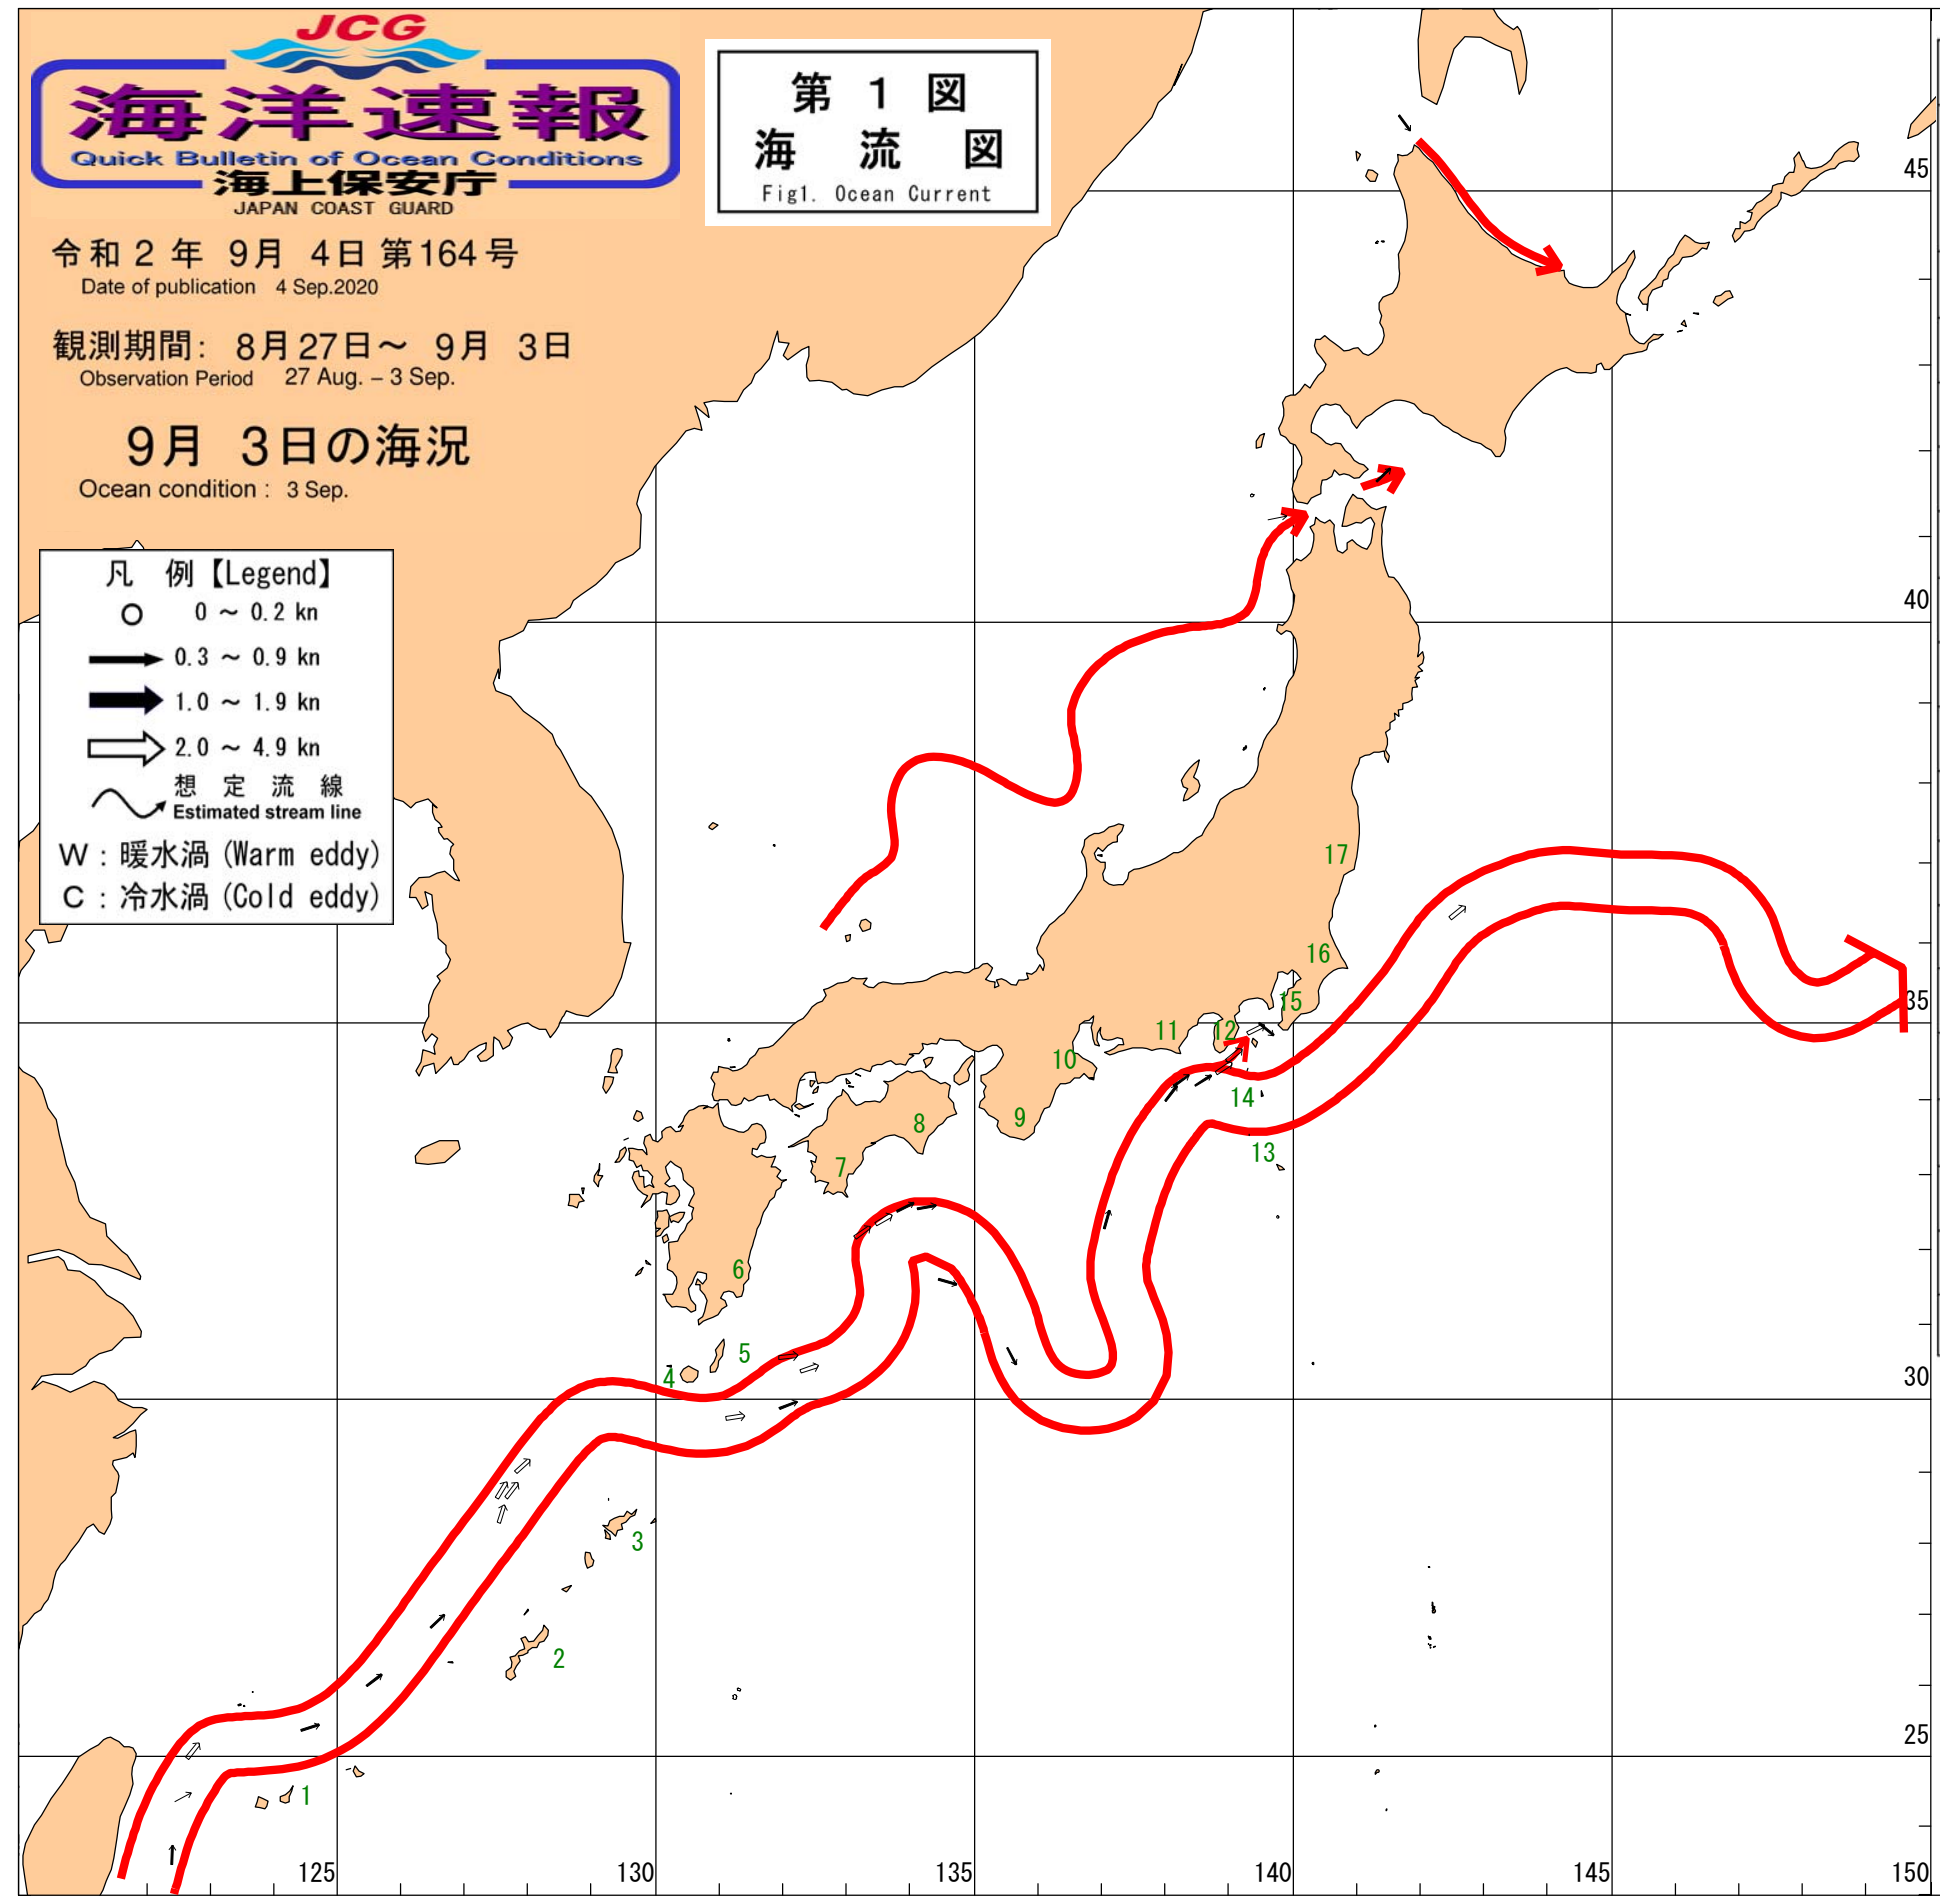 JCG
海洋速報
Quick Bulletin of Ocean Conditions
海上保安庁
JAPAN COAST GUARD
第 1 図
海 流 図
Fig1. Ocean Current
令和 2 年 9月 4日 第164号
Date of publication 4 Sep.2020
観測期間: 8月27日～ 9月 3日
Observation Period 27 Aug. – 3 Sep.
9月 3日の海況
Ocean condition : 3 Sep.
凡 例【Legend】
0 ～ 0.2 kn
0.3 ～ 0.9 kn
1.0 ～ 1.9 kn
2.0 ～ 4.9 kn
想 定 流 線
Estimated stream line
W : 暖水渦 (Warm eddy)
C : 冷水渦 (Cold eddy)
45
40
35
30
25
17
16
15
12
11
10
14
13
9
8
7
6
5
4
3
2
1
125
130
135
140
145
150